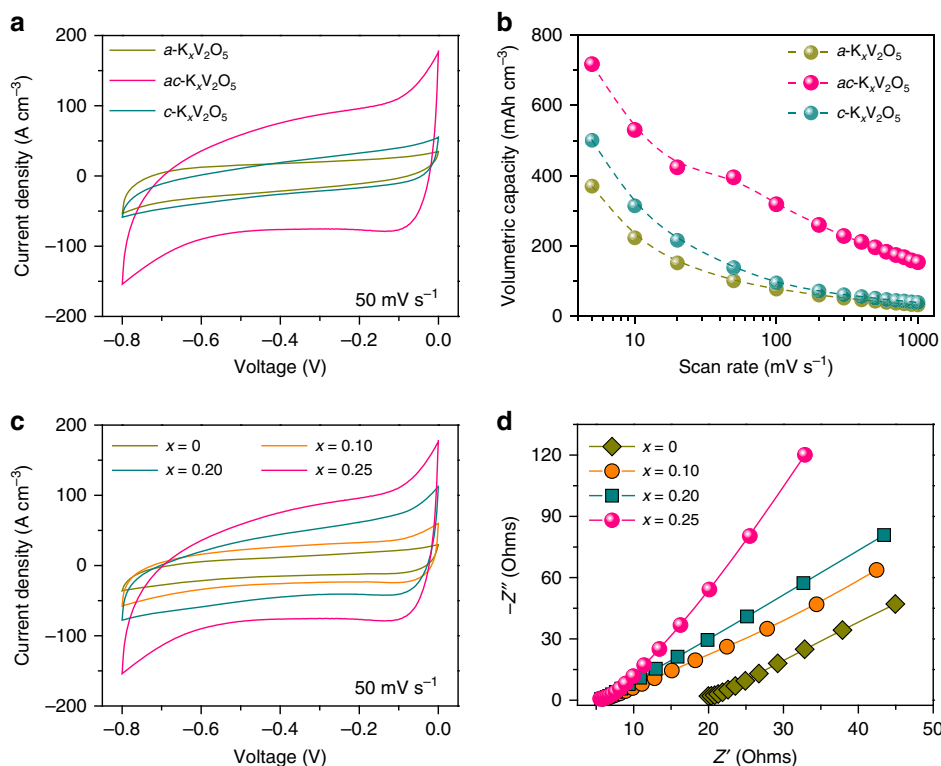 a
200
100
0
−100
−200
−0.8
−0.6
−0.4
−0.2
0.0
Current density (A cm⁻³)
Voltage (V)
a-KₓV₂O₅
ac-KₓV₂O₅
c-KₓV₂O₅
50 mV s⁻¹
b
800
600
400
200
0
10
100
1000
Volumetric capacity (mAh cm⁻³)
Scan rate (mV s⁻¹)
a-KₓV₂O₅
ac-KₓV₂O₅
c-KₓV₂O₅
c
200
100
0
−100
−200
−0.8
−0.6
−0.4
−0.2
0.0
Current density (A cm⁻³)
Voltage (V)
x = 0
x = 0.10
x = 0.20
x = 0.25
50 mV s⁻¹
d
120
90
60
30
0
10
20
30
40
50
−Z″ (Ohms)
Z′ (Ohms)
x = 0
x = 0.10
x = 0.20
x = 0.25